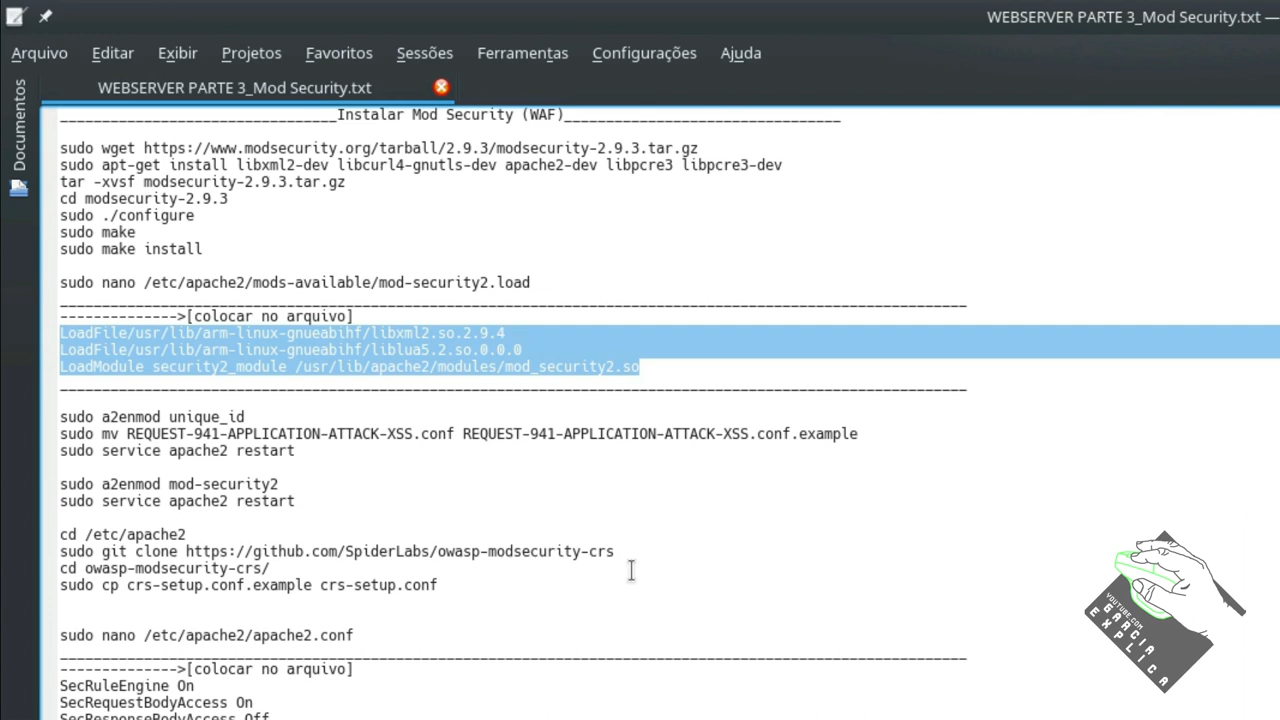 WEBSERVER PARTE 3_Mod Security.txt —
Arquivo Editar Exibir Projetos Favoritos Sessões Ferramentas Configurações Ajuda
WEBSERVER PARTE 3_Mod Security.txt
Documentos
_________________________________Instalar Mod Security (WAF)_________________________________
sudo wget https://www.modsecurity.org/tarball/2.9.3/modsecurity-2.9.3.tar.gz
sudo apt-get install libxml2-dev libcurl4-gnutls-dev apache2-dev libpcre3 libpcre3-dev
tar -xvsf modsecurity-2.9.3.tar.gz
cd modsecurity-2.9.3
sudo ./configure
sudo make
sudo make install
sudo nano /etc/apache2/mods-available/mod-security2.load
-------------->[colocar no arquivo]
LoadFile/usr/lib/arm-linux-gnueabihf/libxml2.so.2.9.4
LoadFile/usr/lib/arm-linux-gnueabihf/liblua5.2.so.0.0.0
LoadModule security2_module /usr/lib/apache2/modules/mod_security2.so
sudo a2enmod unique_id
sudo mv REQUEST-941-APPLICATION-ATTACK-XSS.conf REQUEST-941-APPLICATION-ATTACK-XSS.conf.example
sudo service apache2 restart
sudo a2enmod mod-security2
sudo service apache2 restart
cd /etc/apache2
sudo git clone https://github.com/SpiderLabs/owasp-modsecurity-crs
cd owasp-modsecurity-crs/
sudo cp crs-setup.conf.example crs-setup.conf
sudo nano /etc/apache2/apache2.conf
-------------->[colocar no arquivo]
SecRuleEngine On
SecRequestBodyAccess On
SecResponseBodyAccess Off
YOUTUBE.COM
GARCIA
EXPLICA